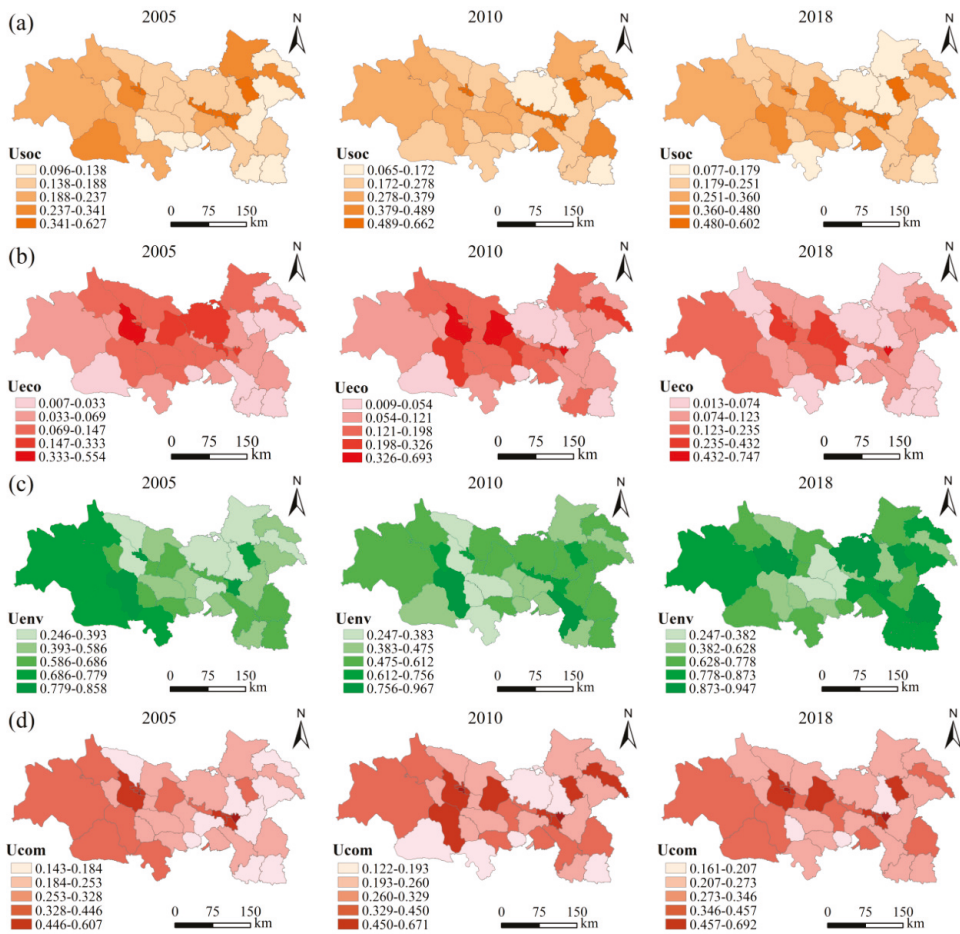 (a) 2005 2010 2018
N N N
Usoc Usoc Usoc
0.096-0.138 0.065-0.172 0.077-0.179
0.138-0.188 0.172-0.278 0.179-0.251
0.188-0.237 0.278-0.379 0.251-0.360
0.237-0.341 0.379-0.489 0.360-0.480
0.341-0.627 0.489-0.662 0.480-0.602
0 75 150 0 75 150 0 75 150
km km km
(b) 2005 2010 2018
N N N
Ueco Ueco Ueco
0.007-0.033 0.009-0.054 0.013-0.074
0.033-0.069 0.054-0.121 0.074-0.123
0.069-0.147 0.121-0.198 0.123-0.235
0.147-0.333 0.198-0.326 0.235-0.432
0.333-0.554 0.326-0.693 0.432-0.747
0 75 150 0 75 150 0 75 150
km km km
(c) 2005 2010 2018
N N N
Uenv Uenv Uenv
0.246-0.393 0.247-0.383 0.247-0.382
0.393-0.586 0.383-0.475 0.382-0.628
0.586-0.686 0.475-0.612 0.628-0.778
0.686-0.779 0.612-0.756 0.778-0.873
0.779-0.858 0.756-0.967 0.873-0.947
0 75 150 0 75 150 0 75 150
km km km
(d) 2005 2010 2018
N N N
Ucom Ucom Ucom
0.143-0.184 0.122-0.193 0.161-0.207
0.184-0.253 0.193-0.260 0.207-0.273
0.253-0.328 0.260-0.329 0.273-0.346
0.328-0.446 0.329-0.450 0.346-0.457
0.446-0.607 0.450-0.671 0.457-0.692
0 75 150 0 75 150 0 75 150
km km km